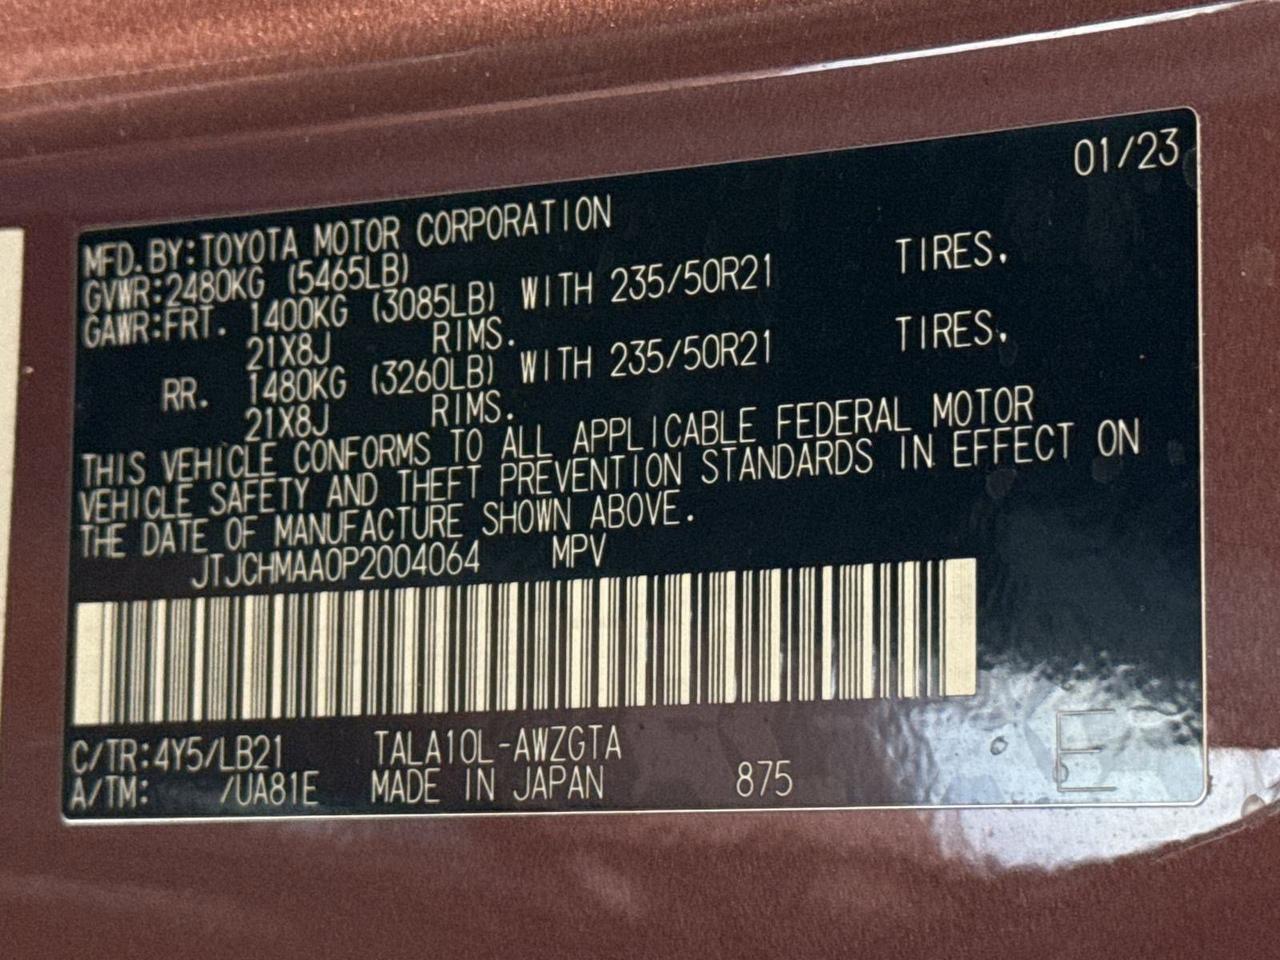 01/23
MFD. BY:TOYOTA MOTOR CORPORATION
GVWR:2480KG (5465LB)
GAWR:FRT. 1400KG (3085LB) WITH 235/50R21 TIRES.
21X8J RIMS.
RR. 1480KG (3260LB) WITH 235/50R21 TIRES.
21X8J RIMS.
THIS VEHICLE CONFORMS TO ALL APPLICABLE FEDERAL MOTOR
VEHICLE SAFETY AND THEFT PREVENTION STANDARDS IN EFFECT ON
THE DATE OF MANUFACTURE SHOWN ABOVE.
JTJCHMAA0P2004064 MPV
C/TR:4Y5/LB21 TALA10L-AWZGTA
A/TM: /UA81E MADE IN JAPAN 875
E